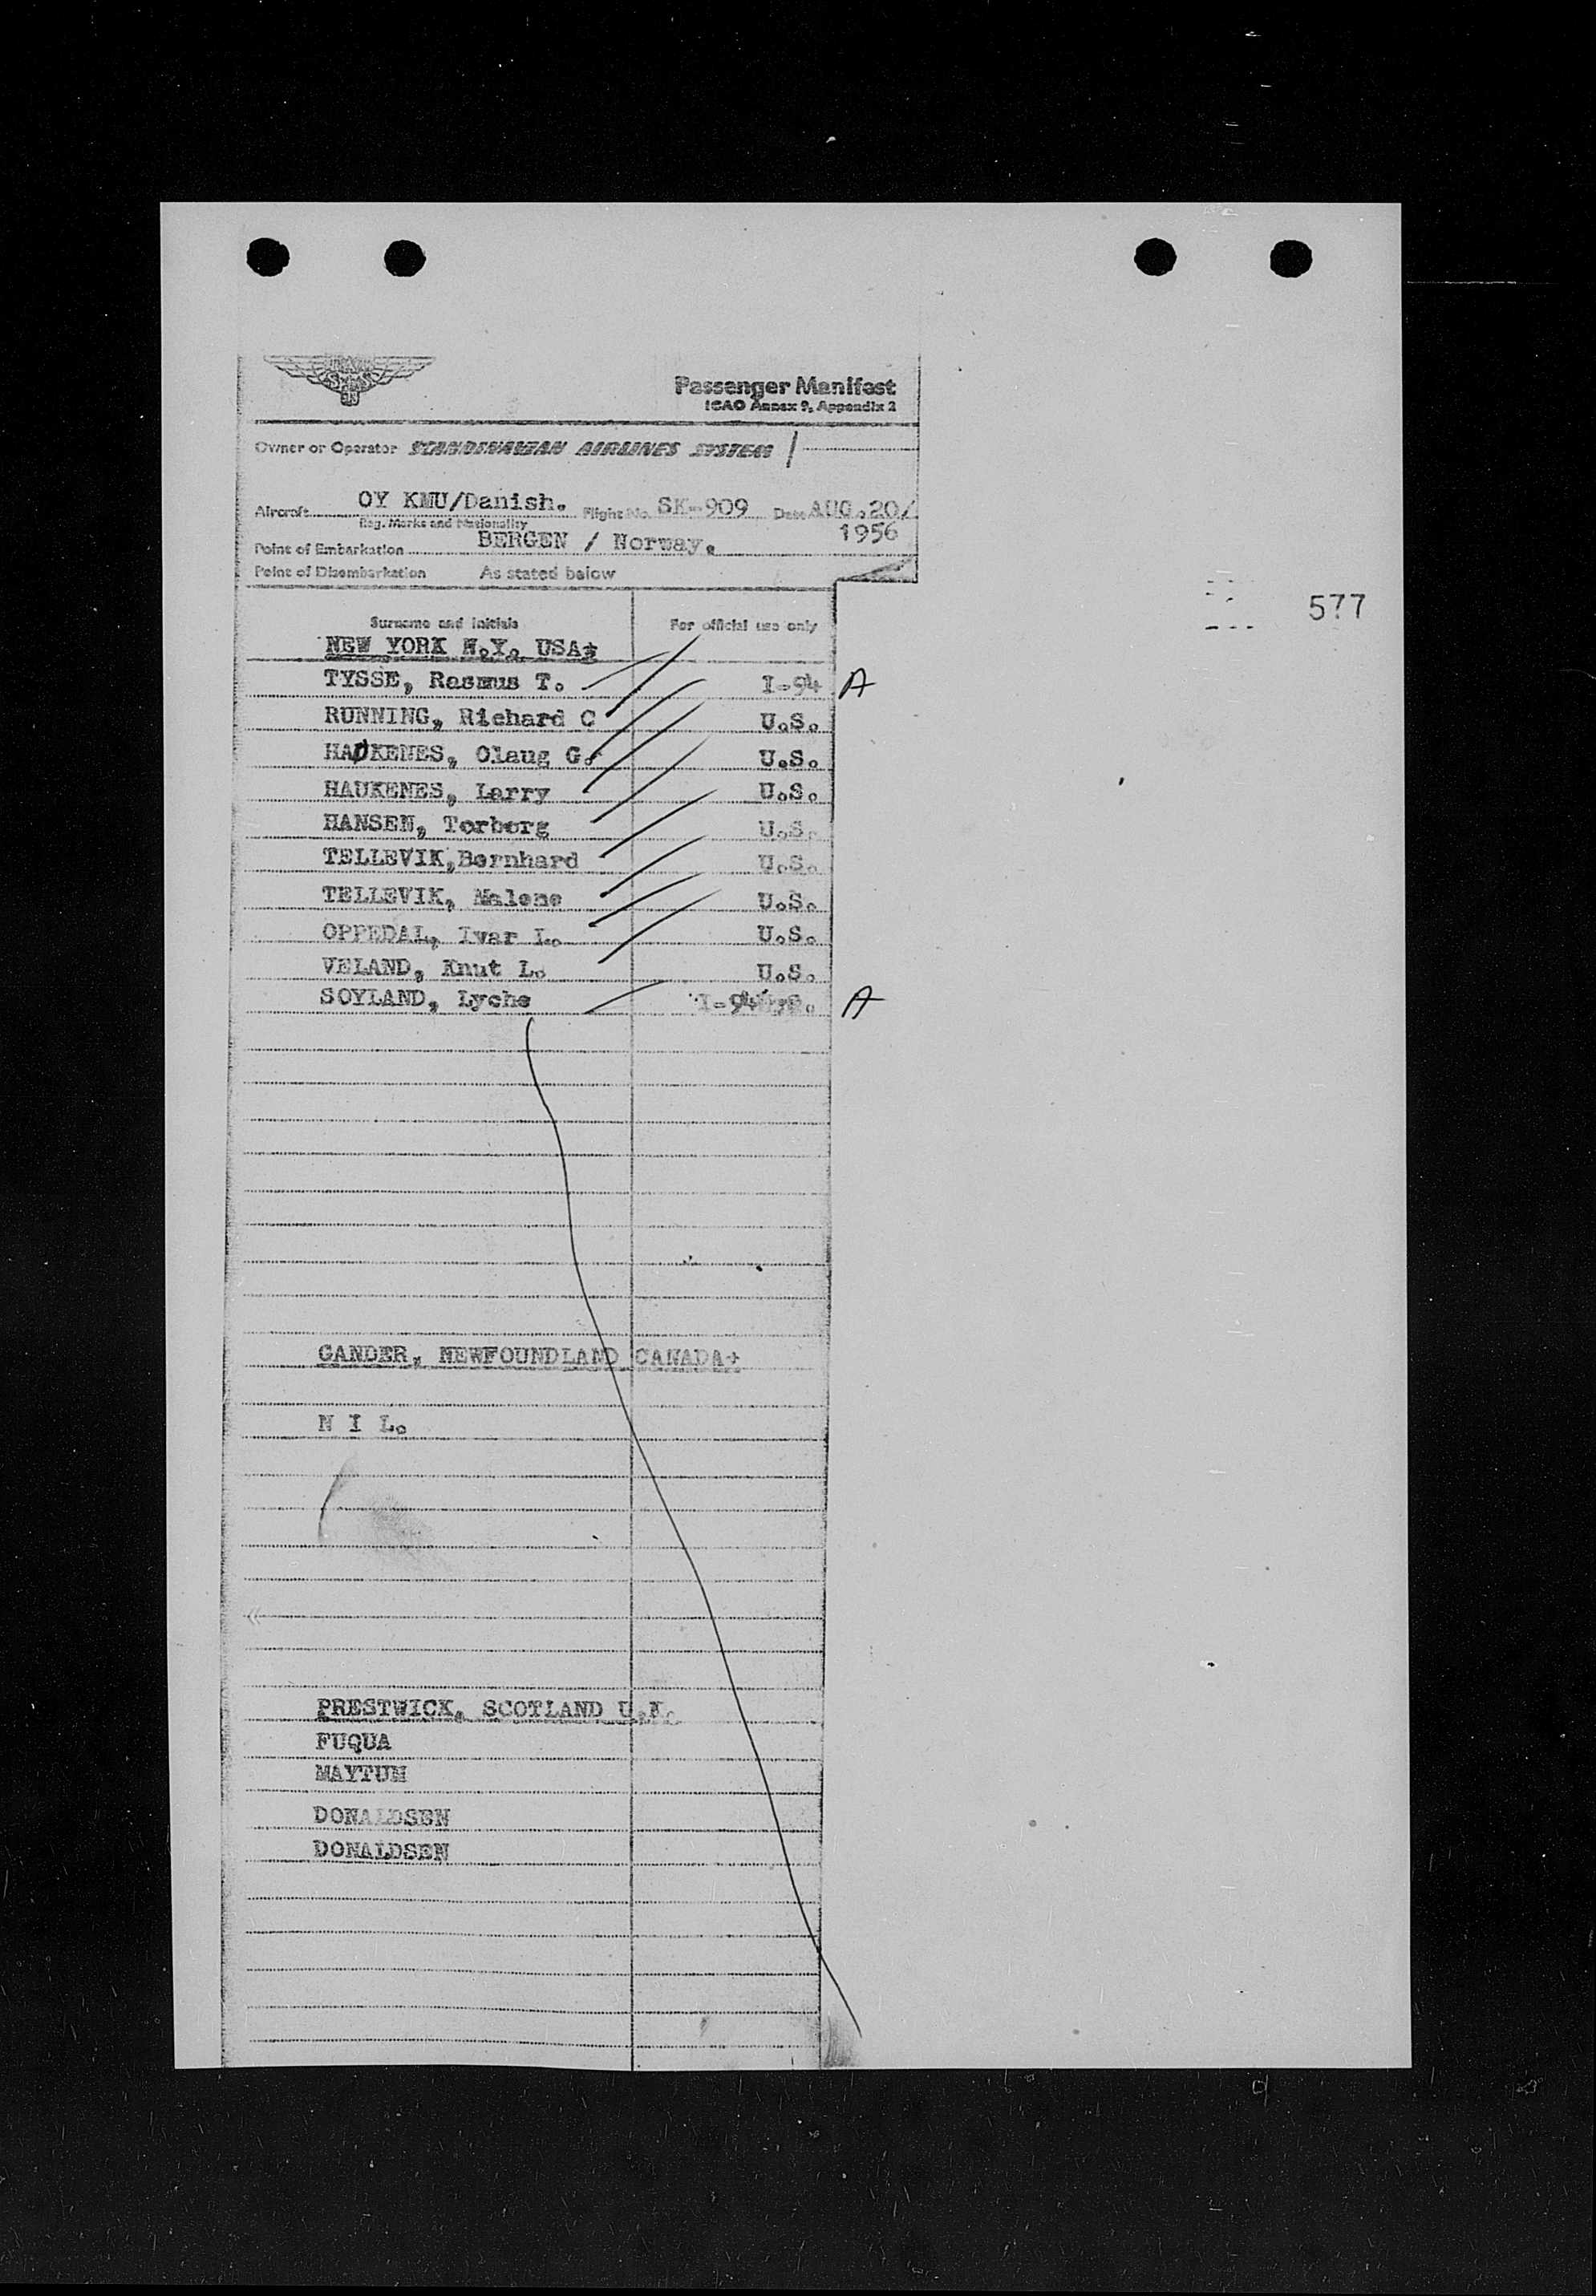 SAS
Passenger Manifest
ICAO Annex 9, Appendix 2
Owner or Operator SCANDINAVIAN AIRLINES SYSTEM /
Aircraft OY KMU/Danish. Flight No. SK-909 Date AUG.20/
Reg. Marks and Nationality
1956
Point of Embarkation BERGEN / Norway.
Point of Disembarkation As stated below
577
Surname and Initials For official use only
NEW YORK N.Y. USA+
TYSSE, Rasmus T. I-94 A
RUNNING, Richard C U.S.
HAUKENES, Olaug G. U.S.
HAUKENES, Larry U.S.
HANSEN, Torborg U.S.
TELLEVIK,Bernhard U.S.
TELLEVIK, Malene U.S.
OPPEDAL, Ivar L. U.S.
VELAND, Knut L. U.S.
SOYLAND, Lyche I-94 A
GANDER, NEWFOUNDLAND CANADA+
N I L.
PRESTWICK, SCOTLAND U.K.
FUQUA
MAYTUM
DONALDSEN
DONALDSEN